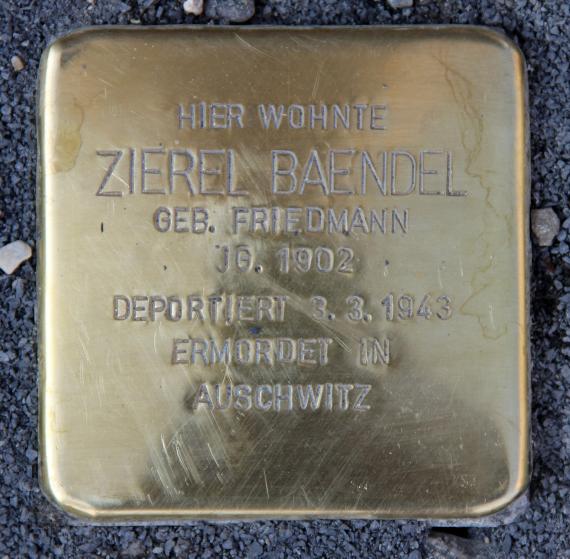 HIER WOHNTE
ZIEREL BAENDEL
GEB. FRIEDMANN
JG. 1902
DEPORTIERT 3. 3. 1943
ERMORDET IN
AUSCHWITZ